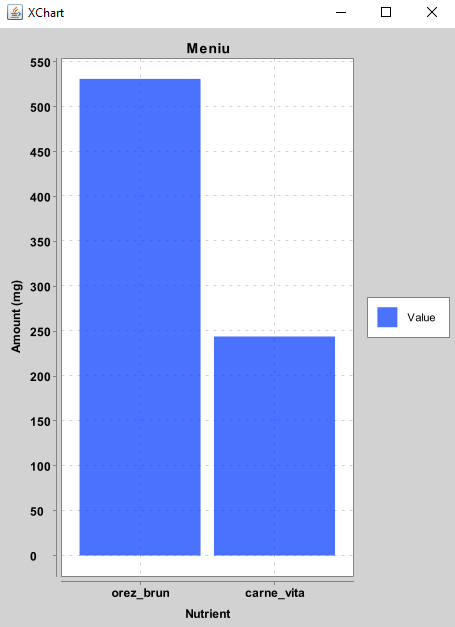 XChart
Meniu
550
500
450
400
350
300
250
200
150
100
50
0
Amount (mg)
orez_brun
carne_vita
Nutrient
Value